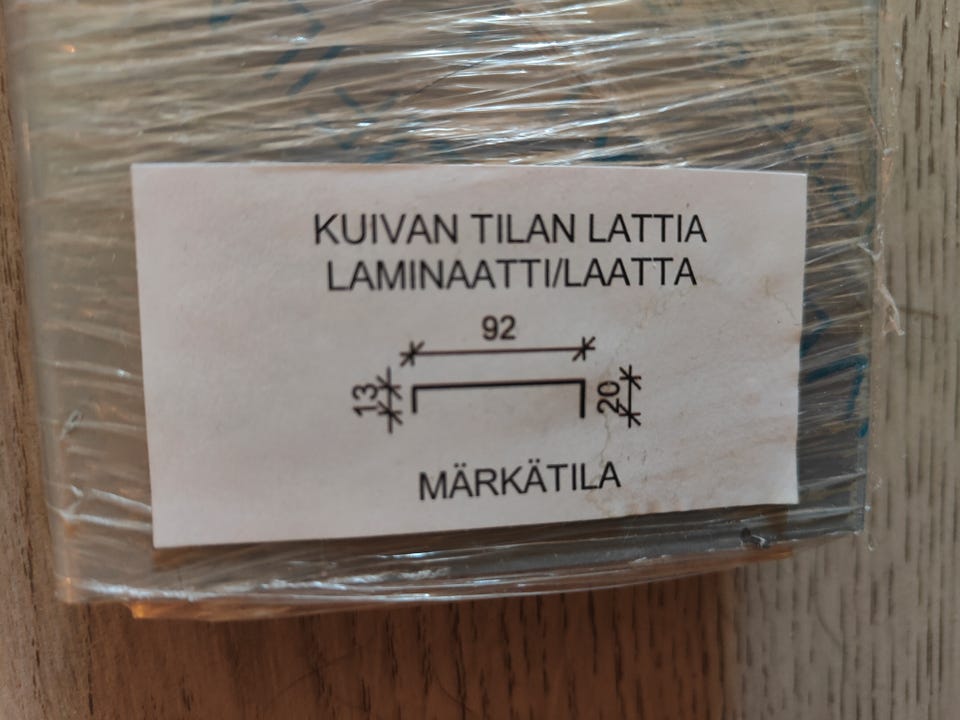 KUIVAN TILAN LATTIA
LAMINAATTI/LAATTA
92
13
20
MÄRKÄTILA